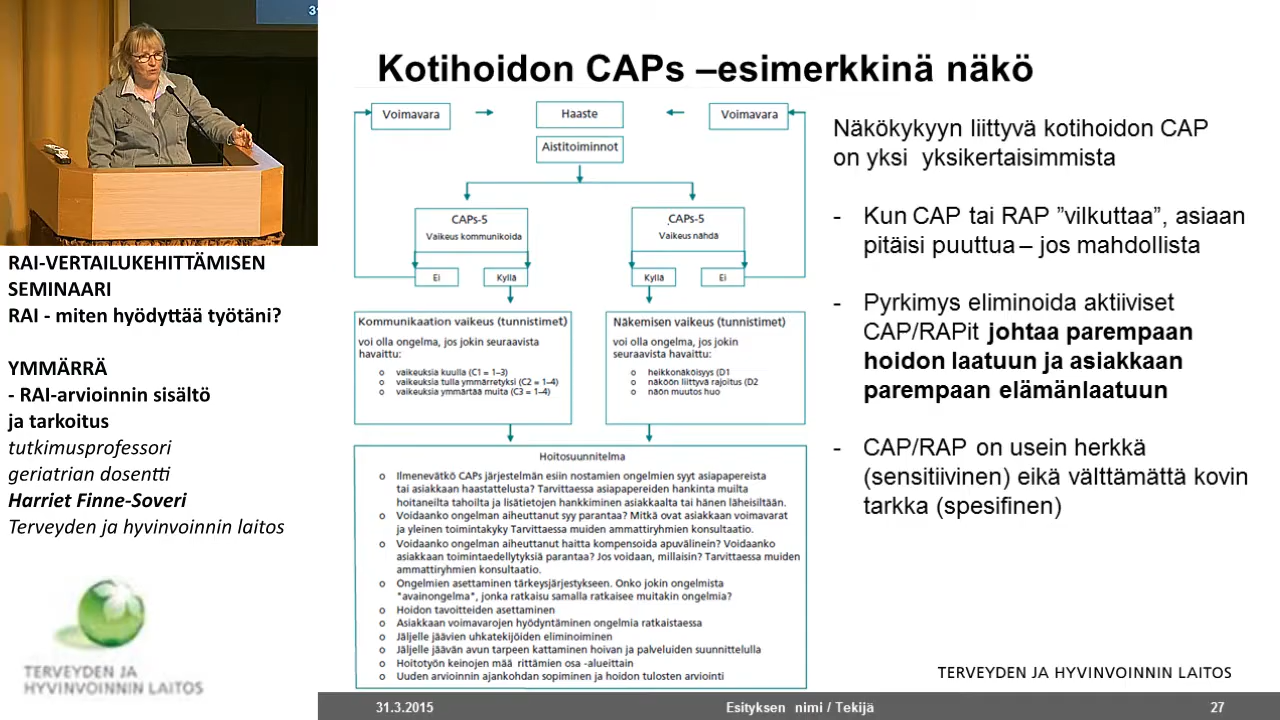 Kotihoidon CAPs –esimerkkinä näkö
RAI-VERTAILUKEHITTÄMISEN
SEMINAARI
RAI - miten hyödyttää työtäni?
YMMÄRRÄ
- RAI-arvioinnin sisältö
ja tarkoitus
tutkimusprofessori
geriatrian dosentti
Harriet Finne-Soveri
Terveyden ja hyvinvoinnin laitos
TERVEYDEN JA
HYVINVOINNIN LAITOS
Voimavara
Haaste
Voimavara
Aistitoiminnot
CAPs-5
Vaikeus kommunikoida
CAPs-5
Vaikeus nähdä
Ei
Kyllä
Kyllä
Ei
Kommunikaation vaikeus (tunnistimet)
voi olla ongelma, jos jokin seuraavista
havaittu:
o vaikeuksia kuulla (C1 = 1–3)
o vaikeuksia tulla ymmärretyksi (C2 = 1–4)
o vaikeuksia ymmärtää muita (C3 = 1–4)
Näkemisen vaikeus (tunnistimet)
voi olla ongelma, jos jokin
seuraavista havaittu:
o heikkonäköisyys (D1
o näköön liittyvä rajoitus (D2
o näön muutos huo
Hoitosuunnitelma
o Ilmenevätkö CAPs järjestelmän esiin nostamien ongelmien syyt asiapapereista
tai asiakkaan haastattelusta? Tarvittaessa asiapapereiden hankinta muilta
hoitaneilta tahoilta ja lisätietojen hankkiminen asiakkaalta tai hänen läheisiltään.
o Voidaanko ongelman aiheuttanut syy parantaa? Mitkä ovat asiakkaan voimavarat
ja yleinen toimintakyky Tarvittaessa muiden ammattiryhmien konsultaatio.
o Voidaanko ongelman aiheuttanut haitta kompensoida apuvälinein? Voidaanko
asiakkaan toimintaedellytyksiä parantaa? Jos voidaan, millaisin? Tarvittaessa muiden
ammattiryhmien konsultaatio.
o Ongelmien asettaminen tärkeysjärjestykseen. Onko jokin ongelmista
"avainongelma", jonka ratkaisu samalla ratkaisee muitakin ongelmia?
o Hoidon tavoitteiden asettaminen
o Asiakkaan voimavarojen hyödyntäminen ongelmia ratkaistaessa
o Jäljelle jäävien uhkatekijöiden eliminoiminen
o Jäljelle jäävän avun tarpeen kattaminen hoivan ja palveluiden suunnittelulla
o Hoitotyön keinojen mää rittämien osa -alueittain
o Uuden arvioinnin ajankohdan sopiminen ja hoidon tulosten arviointi
Näkökykyyn liittyvä kotihoidon CAP
on yksi yksikertaisimmista
- Kun CAP tai RAP ”vilkuttaa”, asiaan
pitäisi puuttua – jos mahdollista
- Pyrkimys eliminoida aktiiviset
CAP/RAPit johtaa parempaan
hoidon laatuun ja asiakkaan
parempaan elämänlaatuun
- CAP/RAP on usein herkkä
(sensitiivinen) eikä välttämättä kovin
tarkka (spesifinen)
TERVEYDEN JA HYVINVOINNIN LAITOS
31.3.2015
Esityksen nimi / Tekijä
27